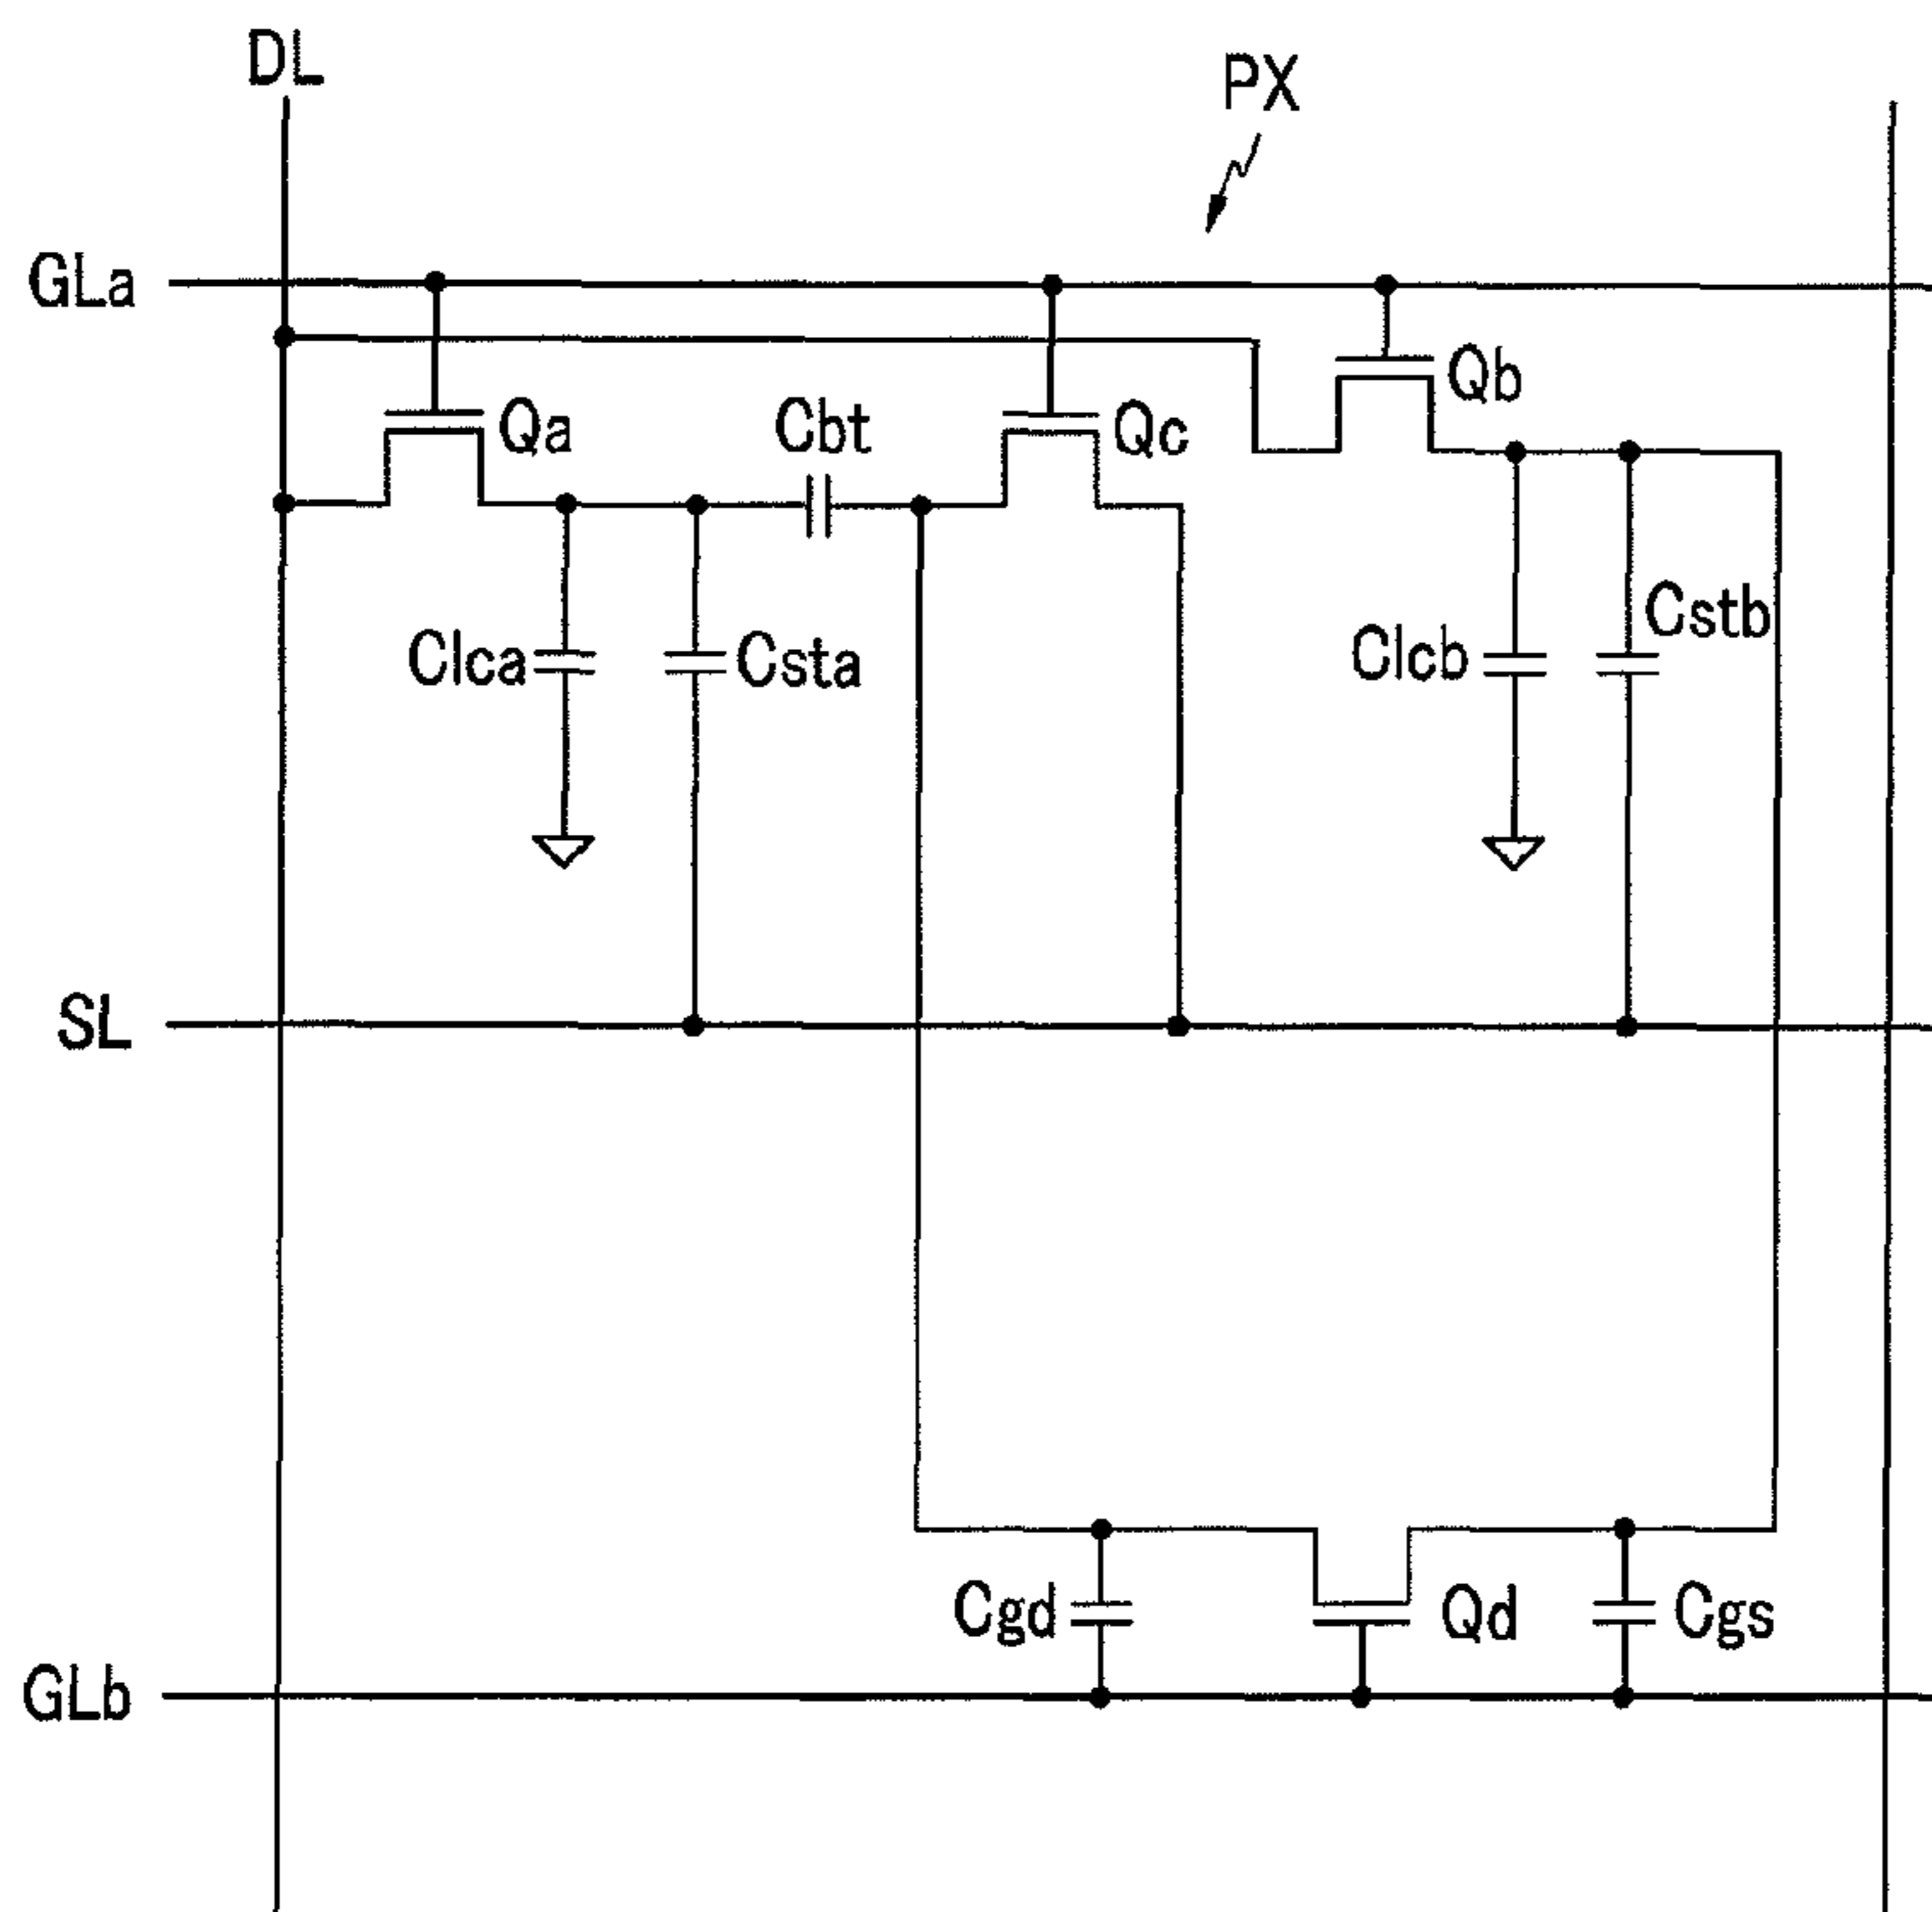 DL
PX
GLa
Qb
Qa
Cbt
Qc
Cstb
Clca
Csta
Clcb
SL
Cgd
Qd
Cgs
GLb